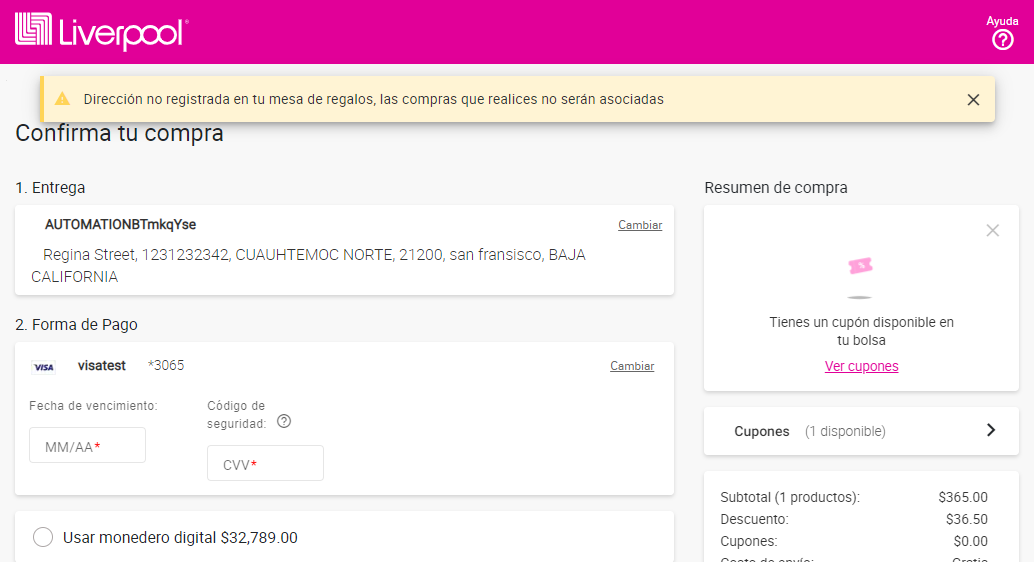 Liverpool
Ayuda
Dirección no registrada en tu mesa de regalos, las compras que realices no serán asociadas
Confirma tu compra
1. Entrega
AUTOMATIONBTmkqYse
Cambiar
Regina Street, 1231232342, CUAUHTEMOC NORTE, 21200, san fransisco, BAJA
CALIFORNIA
2. Forma de Pago
VISA visatest *3065
Cambiar
Fecha de vencimiento:
MM/AA*
Código de
seguridad:
CVV*
Usar monedero digital $32,789.00
Resumen de compra
Tienes un cupón disponible en
tu bolsa
Ver cupones
Cupones (1 disponible)
Subtotal (1 productos): $365.00
Descuento: $36.50
Cupones: $0.00
Costo de envío: Gratis